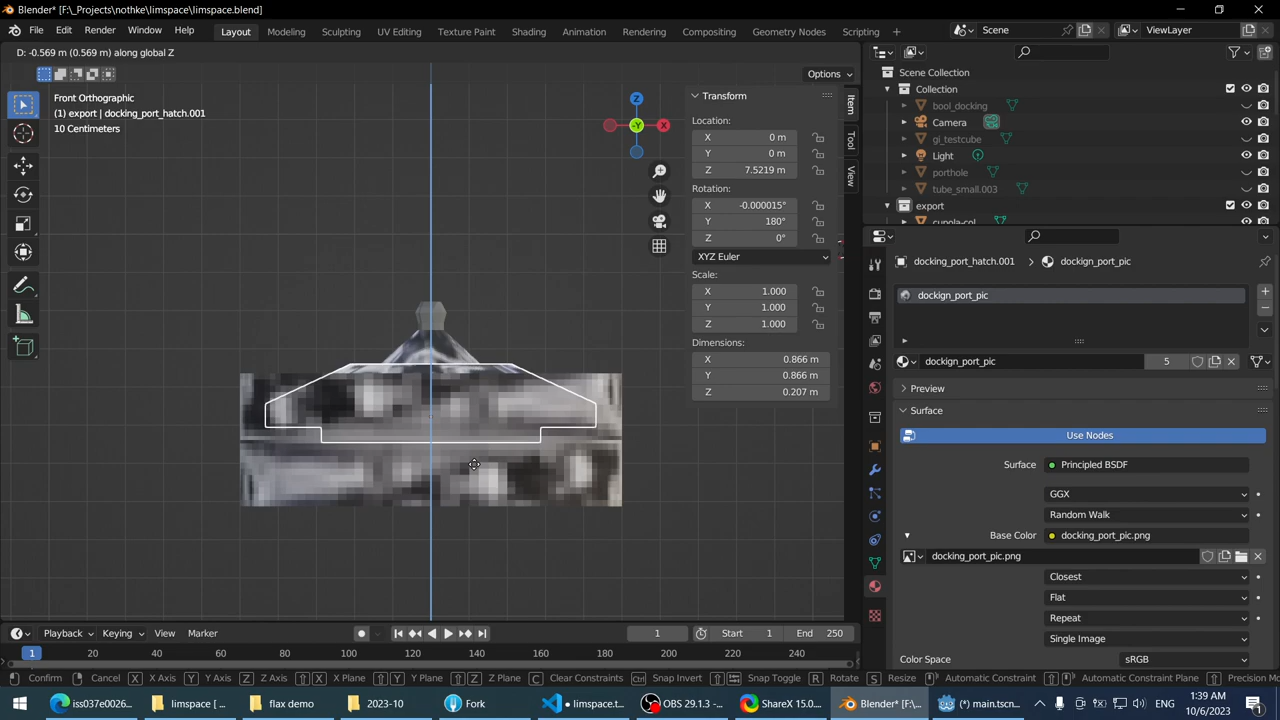 Blender* [F:\_Projects\nothke\limspace\limspace.blend]
File Edit Render Window Help Layout Modeling Sculpting UV Editing Texture Paint Shading Animation Rendering Compositing Geometry Nodes Scripting + Scene ViewLayer
D: -0.569 m (0.569 m) along global Z
Options
Front Orthographic
(1) export | docking_port_hatch.001
10 Centimeters
Z
-Y
X
Transform
Location:
X 0 m
Y 0 m
Z 7.5219 m
Rotation:
X -0.000015°
Y 180°
Z 0°
XYZ Euler
Scale:
X 1.000
Y 1.000
Z 1.000
Dimensions:
X 0.866 m
Y 0.866 m
Z 0.207 m
Item
Tool
View
Scene Collection
Collection
bool_docking
Camera
gi_testcube
Light
porthole
tube_small.003
export
cupola-col
docking_port_hatch.001 dockign_port_pic
dockign_port_pic
dockign_port_pic 5
Preview
Surface
Use Nodes
Surface Principled BSDF
GGX
Random Walk
Base Color docking_port_pic.png
docking_port_pic.png
Closest
Flat
Repeat
Single Image
Color Space sRGB
Playback Keying View Marker 1 Start 1 End 250
1 20 40 60 80 100 120 140 160 180 200 220 240
Confirm Cancel X X Axis Y Y Axis Z Z Axis X X Plane Y Y Plane Z Z Plane C Clear Constraints Snap Invert Snap Toggle R Rotate S Resize Automatic Constraint Automatic Constraint Plane Precision Mo
iss037e0026... limspace [ ... flax demo 2023-10 Fork limspace.t... OBS 29.1.3 -... ShareX 15.0... Blender* [F:\... (*) main.tscn... ENG 1:39 AM 10/6/2023